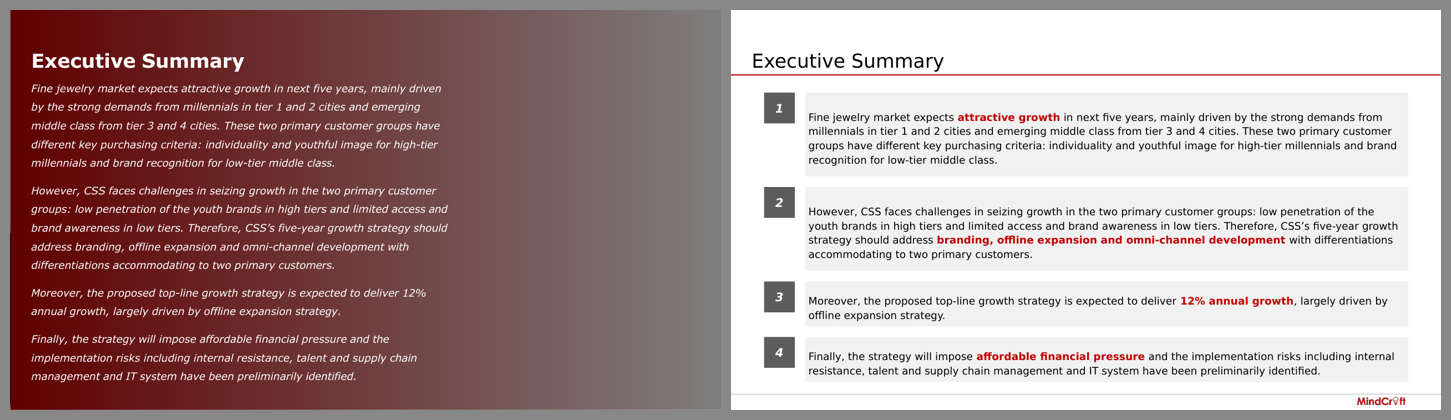 Executive Summary
Fine jewelry market expects attractive growth in next five years, mainly driven
by the strong demands from millennials in tier 1 and 2 cities and emerging
middle class from tier 3 and 4 cities. These two primary customer groups have
different key purchasing criteria: individuality and youthful image for high-tier
millennials and brand recognition for low-tier middle class.
However, CSS faces challenges in seizing growth in the two primary customer
groups: low penetration of the youth brands in high tiers and limited access and
brand awareness in low tiers. Therefore, CSS’s five-year growth strategy should
address branding, offline expansion and omni-channel development with
differentiations accommodating to two primary customers.
Moreover, the proposed top-line growth strategy is expected to deliver 12%
annual growth, largely driven by offline expansion strategy.
Finally, the strategy will impose affordable financial pressure and the
implementation risks including internal resistance, talent and supply chain
management and IT system have been preliminarily identified.
Executive Summary
1
Fine jewelry market expects attractive growth in next five years, mainly driven by the strong demands from
millennials in tier 1 and 2 cities and emerging middle class from tier 3 and 4 cities. These two primary customer
groups have different key purchasing criteria: individuality and youthful image for high-tier millennials and brand
recognition for low-tier middle class.
2
However, CSS faces challenges in seizing growth in the two primary customer groups: low penetration of the
youth brands in high tiers and limited access and brand awareness in low tiers. Therefore, CSS’s five-year growth
strategy should address branding, offline expansion and omni-channel development with differentiations
accommodating to two primary customers.
3
Moreover, the proposed top-line growth strategy is expected to deliver 12% annual growth, largely driven by
offline expansion strategy.
4
Finally, the strategy will impose affordable financial pressure and the implementation risks including internal
resistance, talent and supply chain management and IT system have been preliminarily identified.
MindCraft